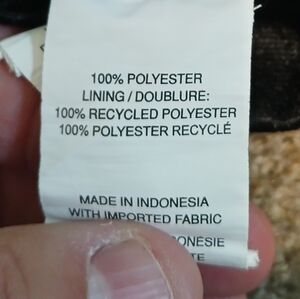 100% POLYESTER
LINING / DOUBLURE:
100% RECYCLED POLYESTER
100% POLYESTER RECYCLÉ
MADE IN INDONESIA
WITH IMPORTED FABRIC